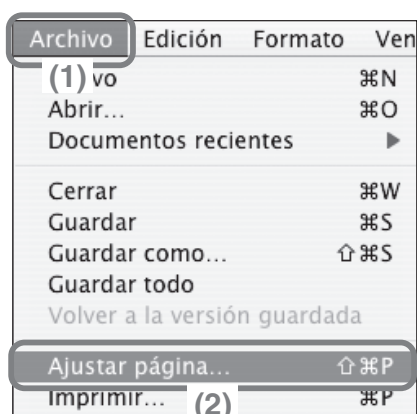 Archivo Edición Formato Ven
(1) vo ⌘N
Abrir... ⌘O
Documentos recientes ▶
Cerrar ⌘W
Guardar ⌘S
Guardar como... ⇧⌘S
Guardar todo
Volver a la versión guardada
Ajustar página... ⇧⌘P
Imprimir... (2) ⌘P